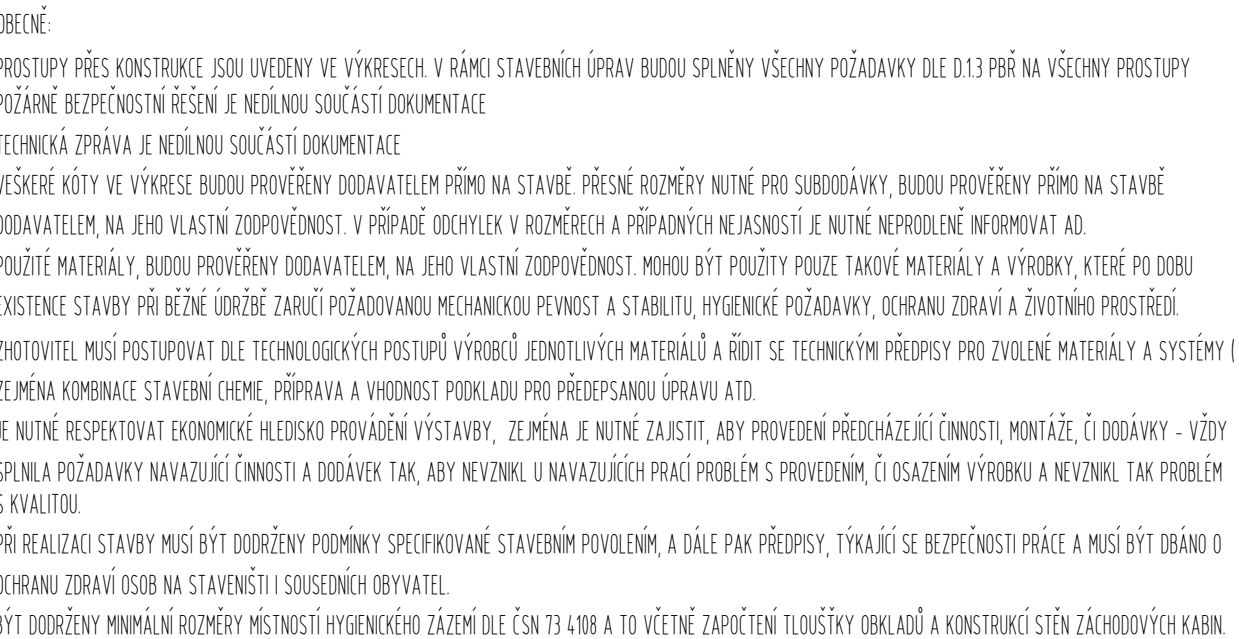 OBECNĚ:
PROSTUPY PŘES KONSTRUKCE JSOU UVEDENY VE VÝKRESECH. V RÁMCI STAVEBNÍCH ÚPRAV BUDOU SPLNĚNY VŠECHNY POŽADAVKY DLE D.1.3 PBŘ NA VŠECHNY PROSTUPY
POŽÁRNĚ BEZPEČNOSTNÍ ŘEŠENÍ JE NEDÍLNOU SOUČÁSTÍ DOKUMENTACE
TECHNICKÁ ZPRÁVA JE NEDÍLNOU SOUČÁSTÍ DOKUMENTACE
VEŠKERÉ KÓTY VE VÝKRESE BUDOU PROVĚŘENY DODAVATELEM PŘÍMO NA STAVBĚ. PŘESNÉ ROZMĚRY NUTNÉ PRO SUBDODÁVKY, BUDOU PROVĚŘENY PŘÍMO NA STAVBĚ
DODAVATELEM, NA JEHO VLASTNÍ ZODPOVĚDNOST. V PŘÍPADĚ ODCHYLEK V ROZMĚRECH A PŘÍPADNÝCH NEJASNOSTÍ JE NUTNÉ NEPRODLENĚ INFORMOVAT AD.
POUŽITÉ MATERIÁLY, BUDOU PROVĚŘENY DODAVATELEM, NA JEHO VLASTNÍ ZODPOVĚDNOST. MOHOU BÝT POUŽITY POUZE TAKOVÉ MATERIÁLY A VÝROBKY, KTERÉ PO DOBU
EXISTENCE STAVBY PŘI BĚŽNÉ ÚDRŽBĚ ZARUČÍ POŽADOVANOU MECHANICKOU PEVNOST A STABILITU, HYGIENICKÉ POŽADAVKY, OCHRANU ZDRAVÍ A ŽIVOTNÍHO PROSTŘEDÍ.
ZHOTOVITEL MUSÍ POSTUPOVAT DLE TECHNOLOGICKÝCH POSTUPŮ VÝROBCŮ JEDNOTLIVÝCH MATERIÁLŮ A ŘÍDIT SE TECHNICKÝMI PŘEDPISY PRO ZVOLENÉ MATERIÁLY A SYSTÉMY (
ZEJMÉNA KOMBINACE STAVEBNÍ CHEMIE, PŘÍPRAVA A VHODNOST PODKLADU PRO PŘEDEPSANOU ÚPRAVU ATD.
JE NUTNÉ RESPEKTOVAT EKONOMICKÉ HLEDISKO PROVÁDĚNÍ VÝSTAVBY, ZEJMÉNA JE NUTNÉ ZAJISTIT, ABY PROVEDENÍ PŘEDCHÁZEJÍCÍ ČINNOSTI, MONTÁŽE, ČI DODÁVKY - VŽDY
SPLNILA POŽADAVKY NAVAZUJÍCÍ ČINNOSTI A DODÁVEK TAK, ABY NEVZNIKL U NAVAZUJÍCÍCH PRACÍ PROBLÉM S PROVEDENÍM, ČI OSAZENÍM VÝROBKU A NEVZNIKL TAK PROBLÉM
S KVALITOU.
PŘI REALIZACI STAVBY MUSÍ BÝT DODRŽENY PODMÍNKY SPECIFIKOVANÉ STAVEBNÍM POVOLENÍM, A DÁLE PAK PŘEDPISY, TÝKAJÍCÍ SE BEZPEČNOSTI PRÁCE A MUSÍ BÝT DBÁNO O
OCHRANU ZDRAVÍ OSOB NA STAVENIŠTI I SOUSEDNÍCH OBYVATEL.
BÝT DODRŽENY MINIMÁLNÍ ROZMĚRY MÍSTNOSTÍ HYGIENICKÉHO ZÁZEMÍ DLE ČSN 73 4108 A TO VČETNĚ ZAPOČTENÍ TLOUŠŤKY OBKLADŮ A KONSTRUKCÍ STĚN ZÁCHODOVÝCH KABIN.